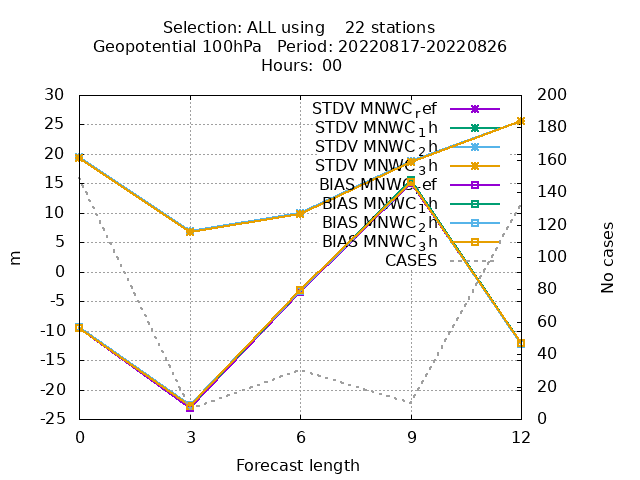 Selection: ALL using    22 stations
Geopotential 100hPa   Period: 20220817-20220826
Hours: 00
30
25
20
15
10
5
0
-5
-10
-15
-20
-25
m
200
180
160
140
120
100
80
60
40
20
0
No cases
STDV MNWC_ref
STDV MNWC_1h
STDV MNWC_2h
STDV MNWC_3h
BIAS MNWC_ref
BIAS MNWC_1h
BIAS MNWC_2h
BIAS MNWC_3h
CASES
0 3 6 9 12
Forecast length